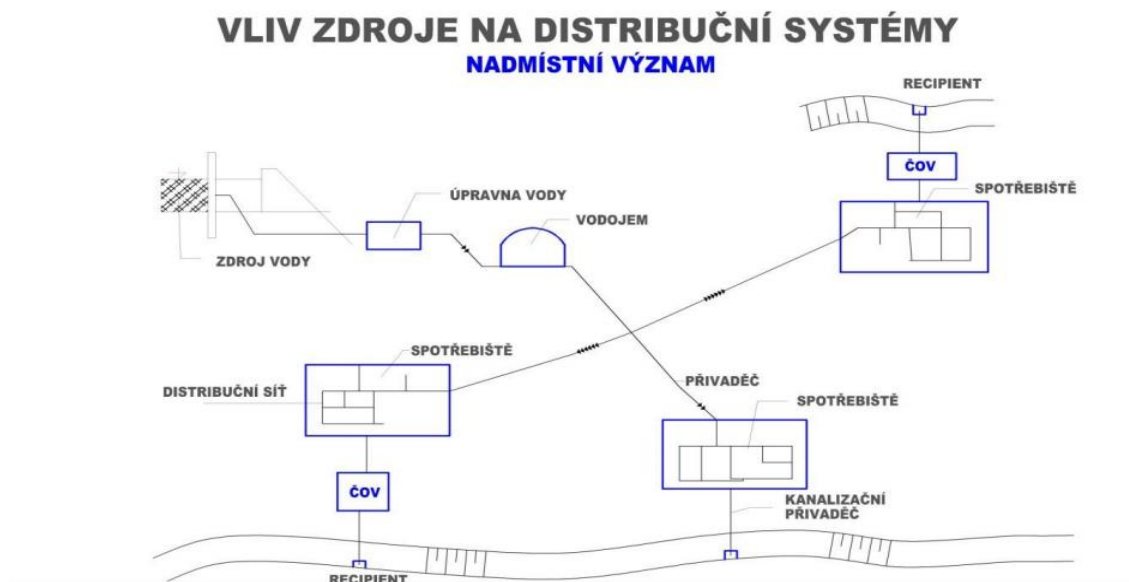 VLIV ZDROJE NA DISTRIBUČNÍ SYSTÉMY
NADMÍSTNÍ VÝZNAM
RECIPIENT
ČOV
SPOTŘEBIŠTĚ
ÚPRAVNA VODY
VODOJEM
ZDROJ VODY
SPOTŘEBIŠTĚ
DISTRIBUČNÍ SÍŤ
PŘIVADĚČ
SPOTŘEBIŠTĚ
ČOV
KANALIZAČNÍ
PŘIVADĚČ
RECIPIENT